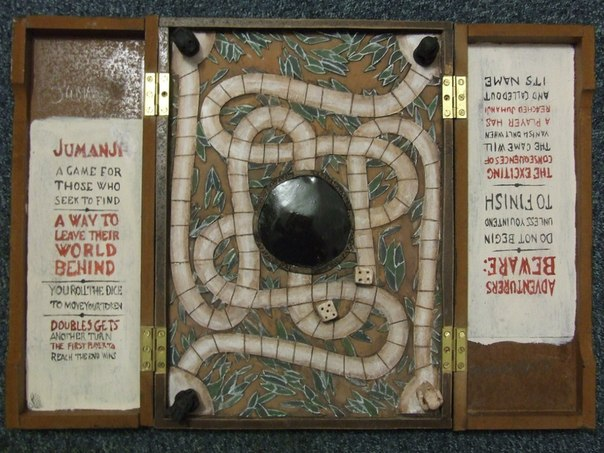 JUMANJI
A GAME FOR
THOSE WHO
SEEK TO FIND
A WAY TO
LEAVE THEIR
WORLD
BEHIND
YOU ROLL THE DICE
TO MOVE YOUR TOKEN
DOUBLES GETS
ANOTHER TURN
THE FIRST PLAYER TO
REACH THE END WINS
ADVENTURERS
BEWARE:
DO NOT BEGIN
UNLESS YOU INTEND
TO FINISH
THE EXCITING
CONSEQUENCES OF
THE GAME WILL
VANISH ONLY WHEN
A PLAYER HAS
REACHED JUMANJI
AND CALLED OUT
ITS NAME